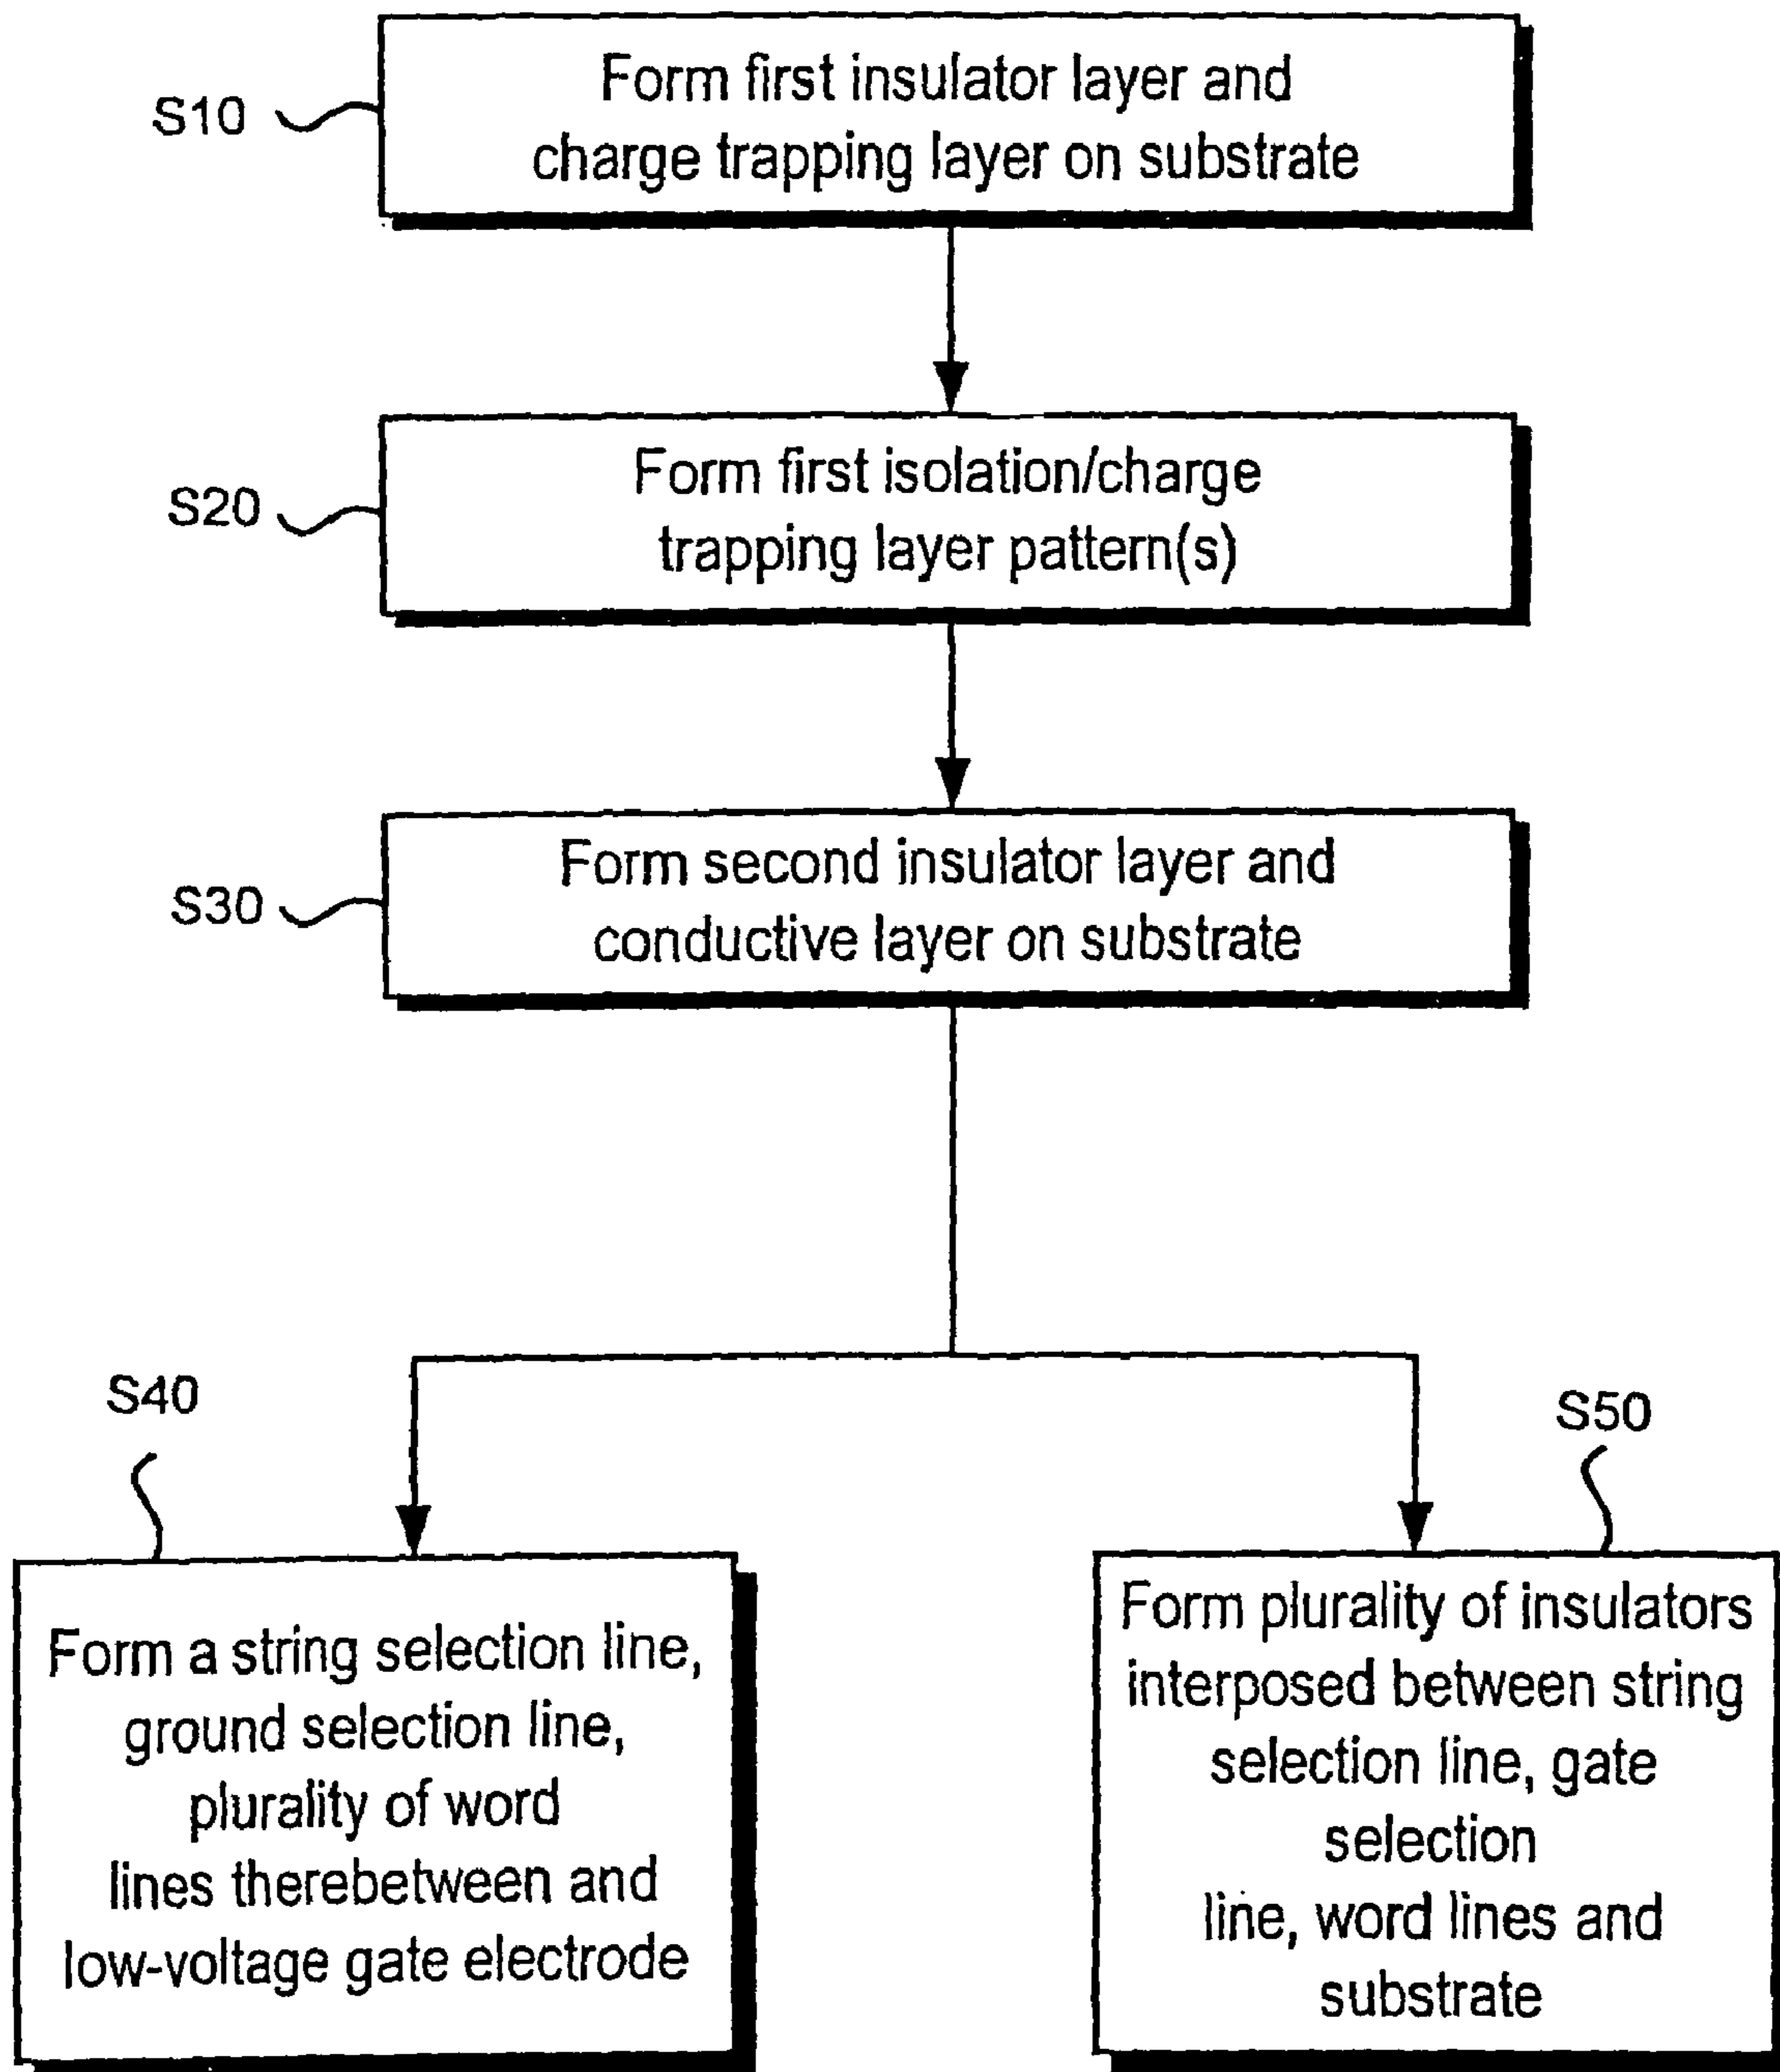 S10
Form first insulator layer and
charge trapping layer on substrate
S20
Form first isolation/charge
trapping layer pattern(s)
S30
Form second insulator layer and
conductive layer on substrate
S40
Form a string selection line,
ground selection line,
plurality of word
lines therebetween and
low-voltage gate electrode
S50
Form plurality of insulators
interposed between string
selection line, gate
selection
line, word lines and
substrate